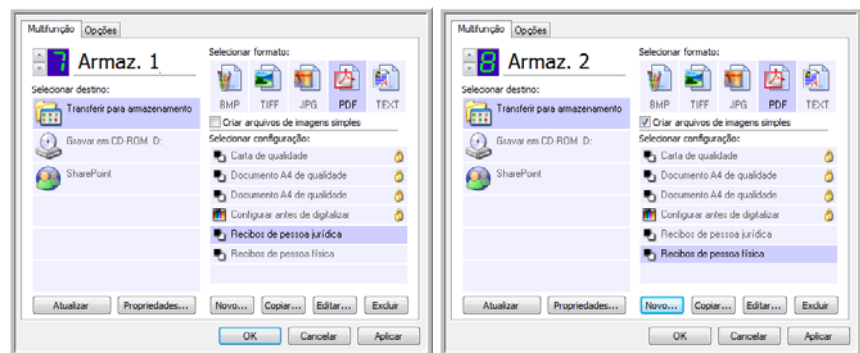 Multifunção Opções
7 Armaz. 1
Selecionar destino:
Transferir para armazenamento
Gravar em CD-ROM D:
SharePoint
Selecionar formato:
BMP TIFF JPG PDF TEXT
Criar arquivos de imagens simples
Selecionar configuração:
Carta de qualidade
Documento A4 de qualidade
Documento A4 de qualidade
Configurar antes de digitalizar
Recibos de pessoa jurídica
Recibos de pessoa física
Atualizar Propriedades... Novo... Copiar... Editar... Excluir
OK Cancelar Aplicar
Multifunção Opções
8 Armaz. 2
Selecionar destino:
Transferir para armazenamento
Gravar em CD-ROM D:
SharePoint
Selecionar formato:
BMP TIFF JPG PDF TEXT
Criar arquivos de imagens simples
Selecionar configuração:
Carta de qualidade
Documento A4 de qualidade
Documento A4 de qualidade
Configurar antes de digitalizar
Recibos de pessoa jurídica
Recibos de pessoa física
Atualizar Propriedades... Novo... Copiar... Editar... Excluir
OK Cancelar Aplicar